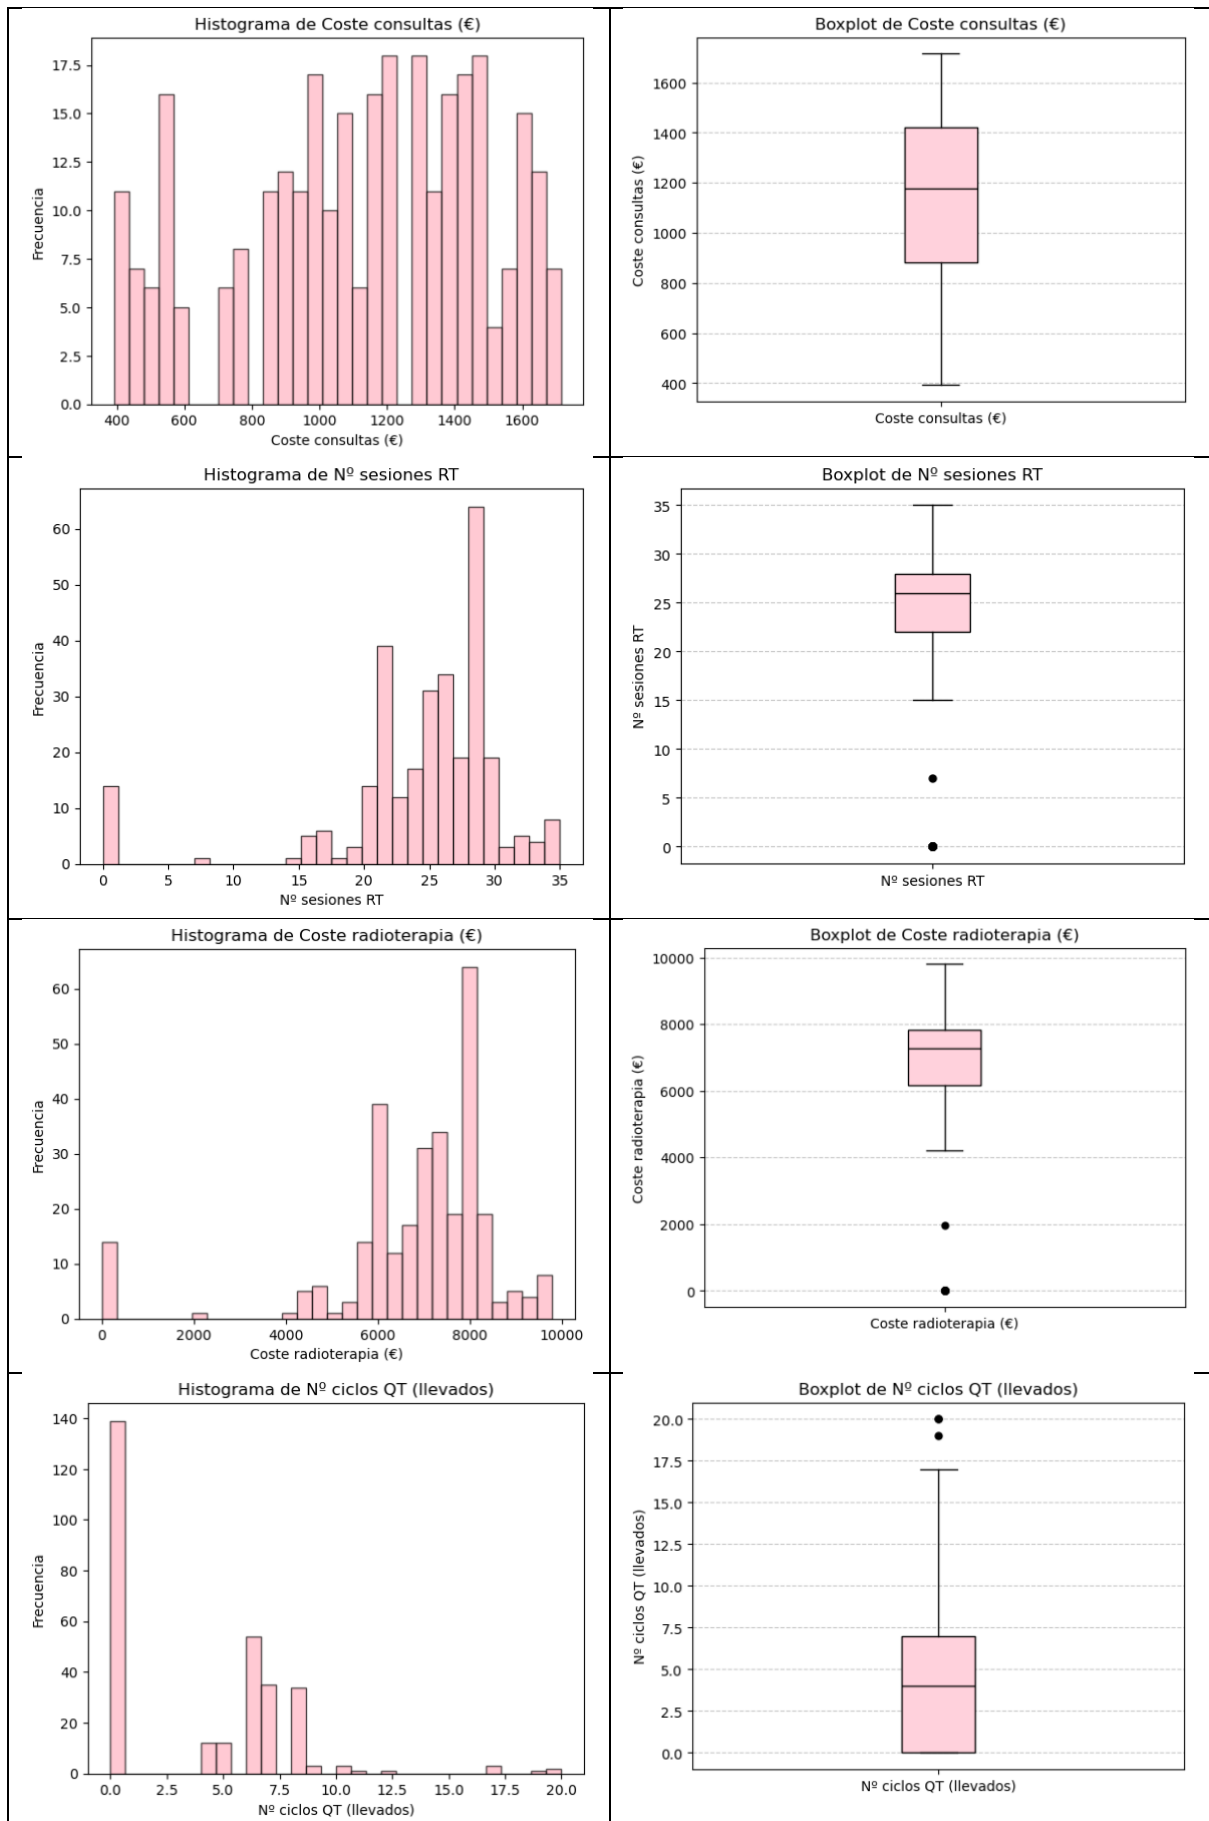 Histograma de Coste consultas (€)
Frecuencia
17.5
15.0
12.5
10.0
7.5
5.0
2.5
0.0
400 600 800 1000 1200 1400 1600
Coste consultas (€)
Boxplot de Coste consultas (€)
Coste consultas (€)
1600
1400
1200
1000
800
600
400
Coste consultas (€)
Histograma de Nº sesiones RT
Frecuencia
60
50
40
30
20
10
0
0 5 10 15 20 25 30 35
Nº sesiones RT
Boxplot de Nº sesiones RT
Nº sesiones RT
35
30
25
20
15
10
5
0
Nº sesiones RT
Histograma de Coste radioterapia (€)
Frecuencia
60
50
40
30
20
10
0
0 2000 4000 6000 8000 10000
Coste radioterapia (€)
Boxplot de Coste radioterapia (€)
Coste radioterapia (€)
10000
8000
6000
4000
2000
0
Coste radioterapia (€)
Histograma de Nº ciclos QT (llevados)
Frecuencia
140
120
100
80
60
40
20
0
0.0 2.5 5.0 7.5 10.0 12.5 15.0 17.5 20.0
Nº ciclos QT (llevados)
Boxplot de Nº ciclos QT (llevados)
Nº ciclos QT (llevados)
20.0
17.5
15.0
12.5
10.0
7.5
5.0
2.5
0.0
Nº ciclos QT (llevados)